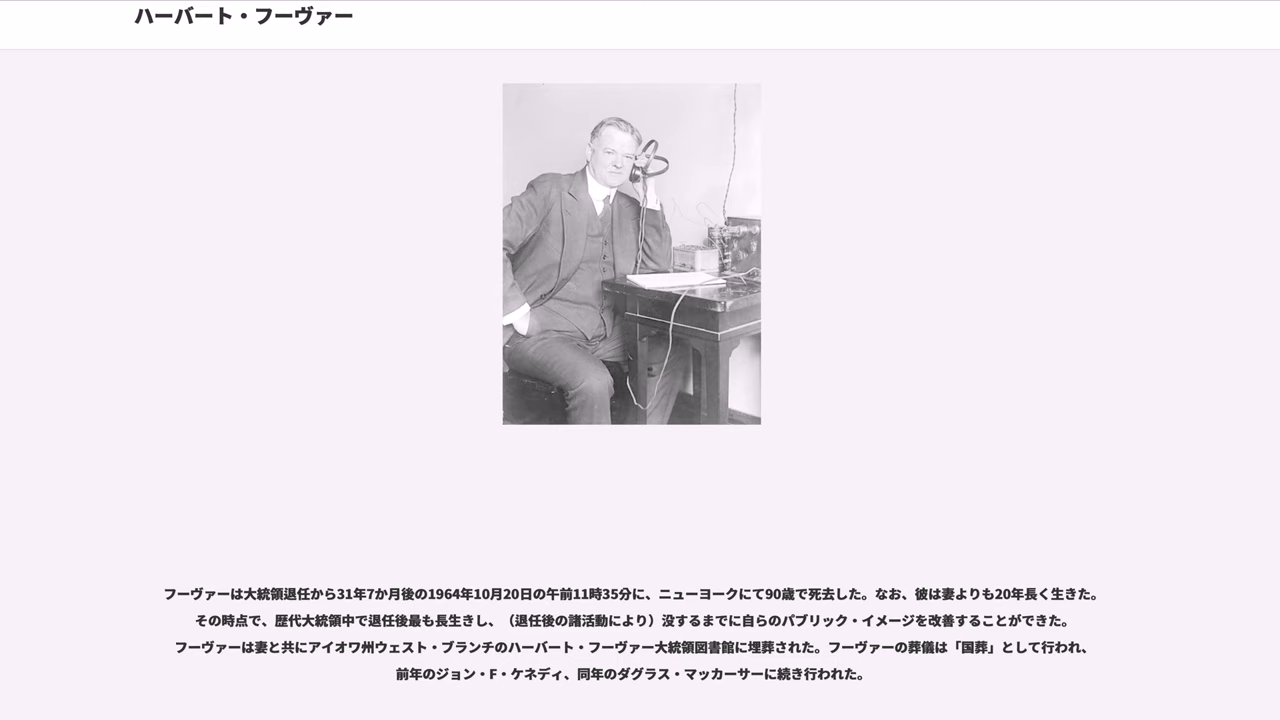 ハーバート・フーヴァー
フーヴァーは大統領退任から31年7か月後の1964年10月20日の午前11時35分に、ニューヨークにて90歳で死去した。なお、彼は妻よりも20年長く生きた。
その時点で、歴代大統領中で退任後最も長生きし、（退任後の諸活動により）没するまでに自らのパブリック・イメージを改善することができた。
フーヴァーは妻と共にアイオワ州ウェスト・ブランチのハーバート・フーヴァー大統領図書館に埋葬された。フーヴァーの葬儀は「国葬」として行われ、
前年のジョン・F・ケネディ、同年のダグラス・マッカーサーに続き行われた。